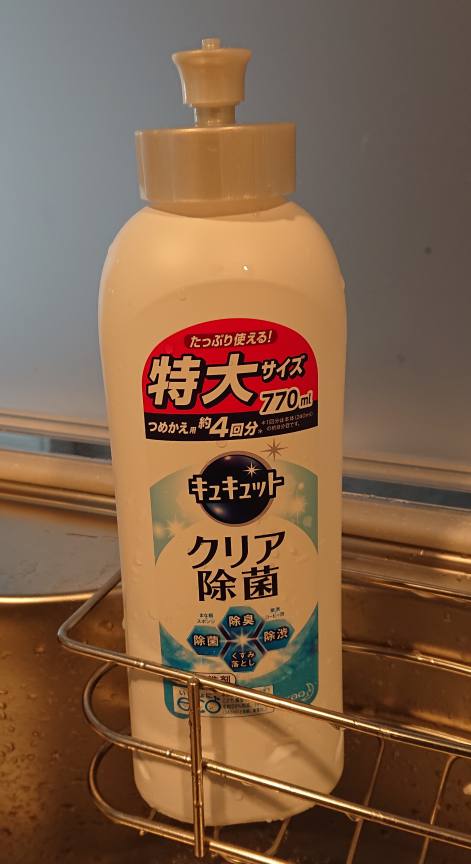 たっぷり使える!
特大サイズ
770ml
つめかえ用 約4回分※
キュキュット
クリア
除菌
除臭
除菌
除渋
くすみ
落とし
eco